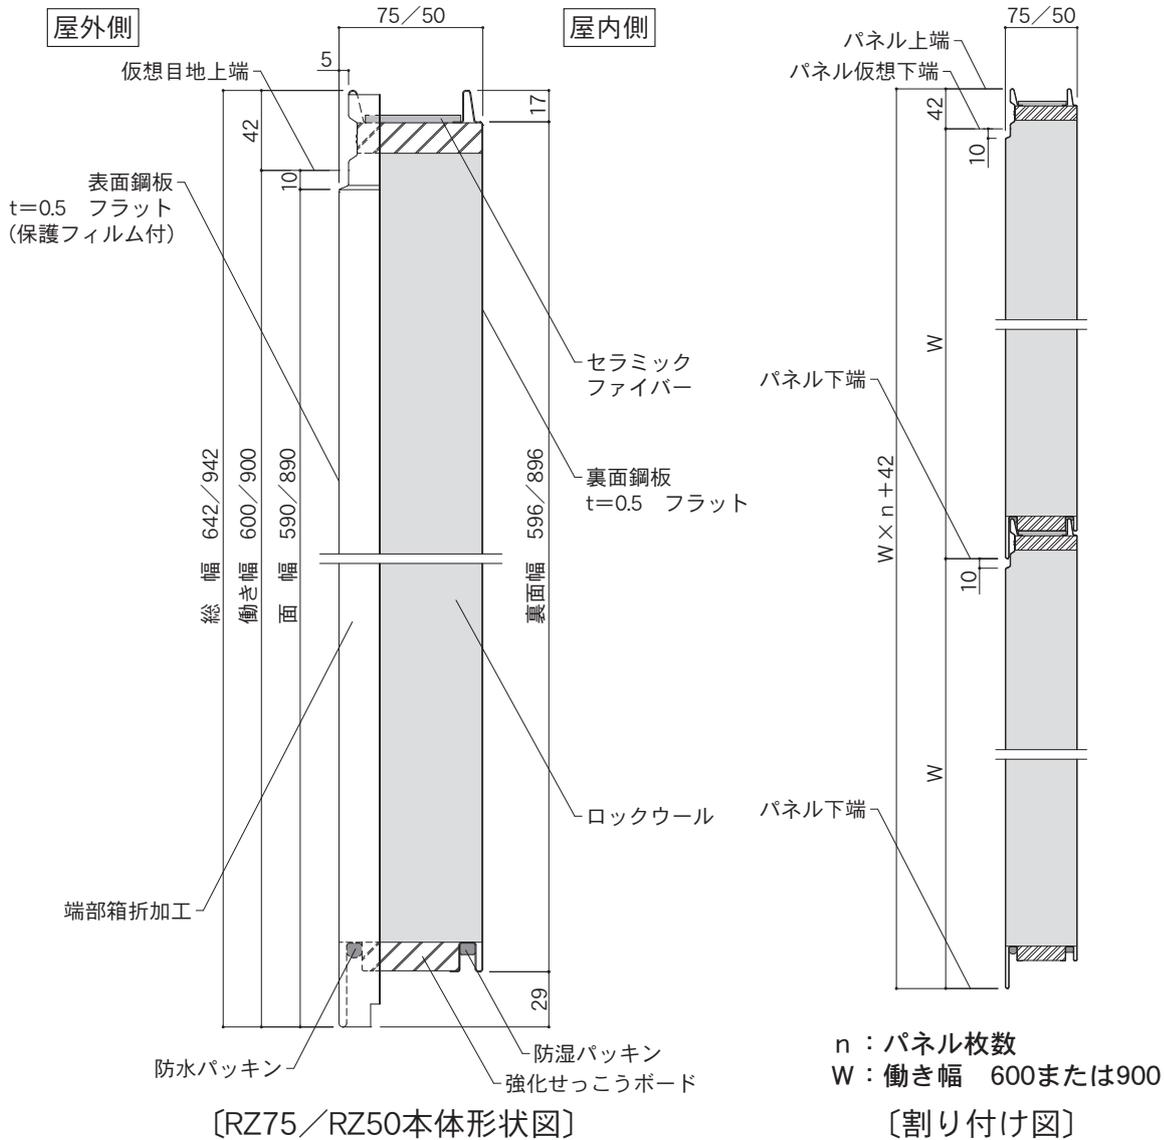 屋外側
75／50
屋内側
5
仮想目地上端
42
10
17
表面鋼板
t＝0.5　フラット
（保護フィルム付）
セラミック
ファイバー
裏面鋼板
t＝0.5　フラット
総　幅　642／942
働き幅　600／900
面　幅　590／890
裏面幅　596／896
ロックウール
端部箱折加工
29
防水パッキン
防湿パッキン
強化せっこうボード
〔RZ75／RZ50本体形状図〕
75／50
パネル上端
パネル仮想下端
42
10
W
パネル下端
W×n＋42
10
W
パネル下端
n：パネル枚数
W：働き幅　600または900
〔割り付け図〕